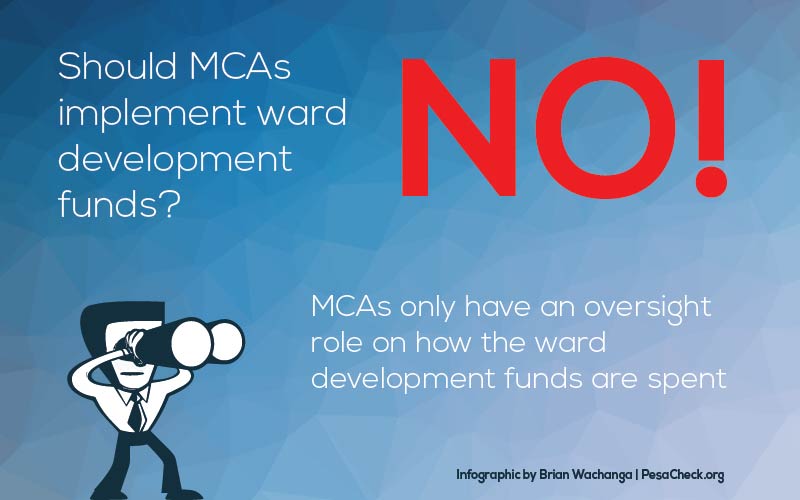 Should MCAs
implement ward
development
funds?
NO!
MCAs only have an oversight
role on how the ward
development funds are spent
Infographic by Brian Wachanga | PesaCheck.org